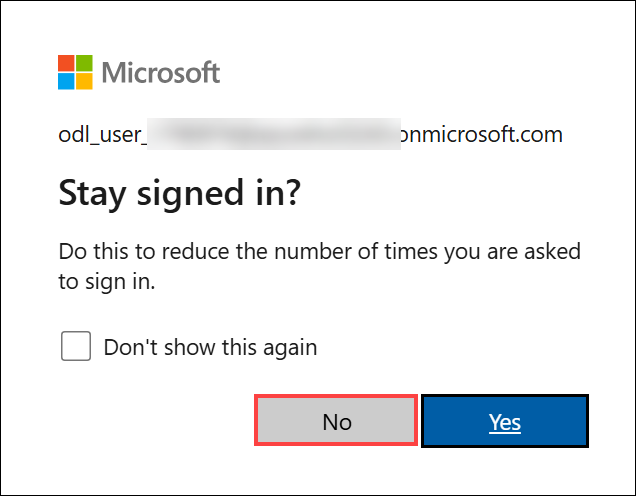 Microsoft
odl_user_ onmicrosoft.com
Stay signed in?
Do this to reduce the number of times you are asked
to sign in.
Don't show this again
No
Yes